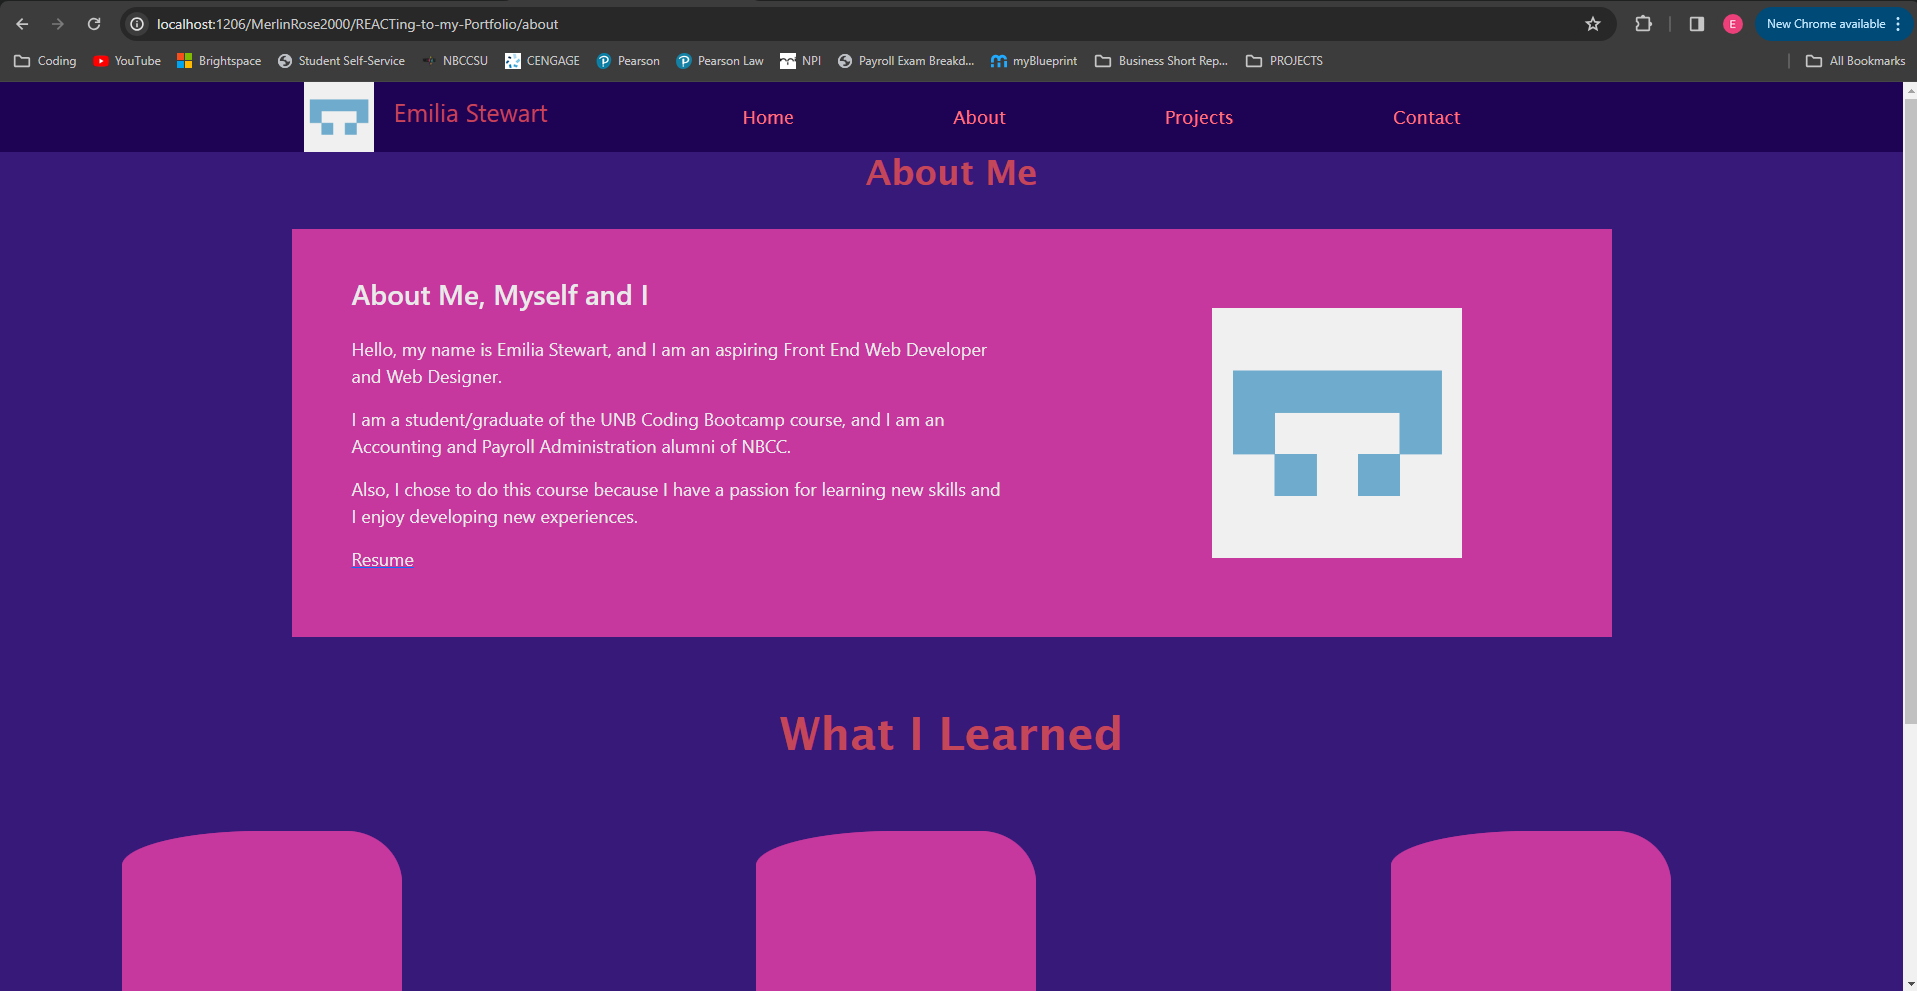 localhost:1206/MerlinRose2000/REACTing-to-my-Portfolio/about
E
New Chrome available
Coding YouTube Brightspace Student Self-Service NBCCSU CENGAGE Pearson Pearson Law NPI Payroll Exam Breakd... myBlueprint Business Short Rep... PROJECTS All Bookmarks
Emilia Stewart Home About Projects Contact
About Me
About Me, Myself and I
Hello, my name is Emilia Stewart, and I am an aspiring Front End Web Developer
and Web Designer.
I am a student/graduate of the UNB Coding Bootcamp course, and I am an
Accounting and Payroll Administration alumni of NBCC.
Also, I chose to do this course because I have a passion for learning new skills and
I enjoy developing new experiences.
Resume
What I Learned